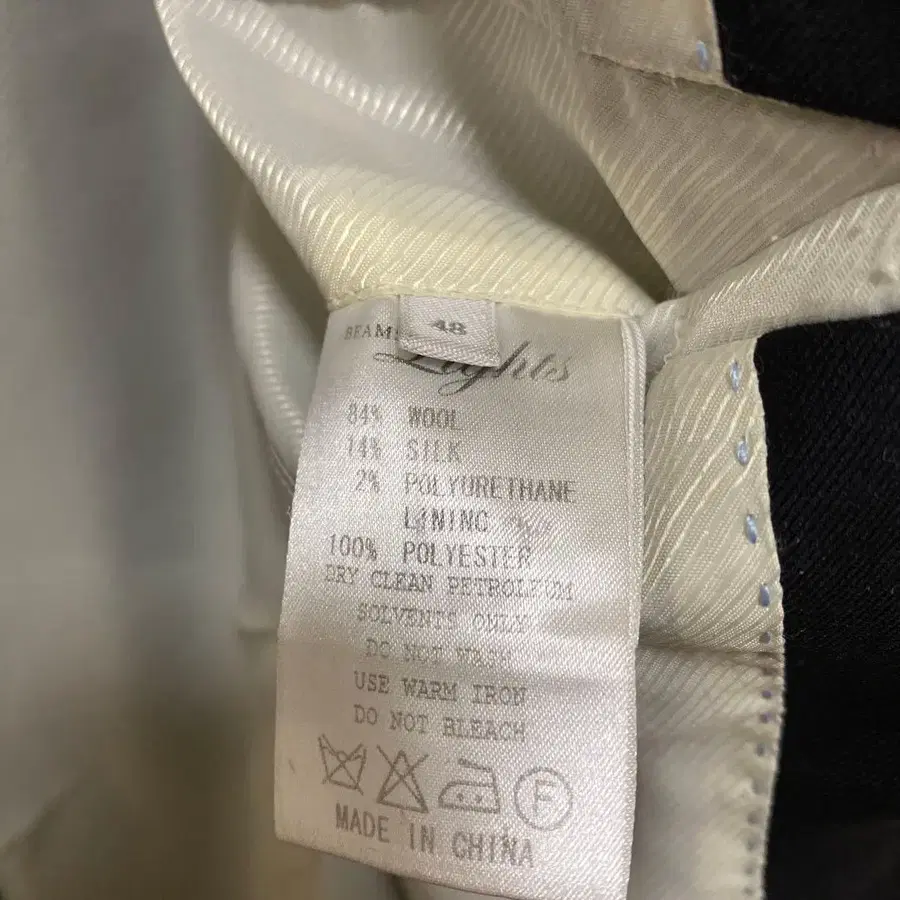 48
BEAMS
Lights
84% WOOL
14% SILK
2% POLYURETHANE
LINING
100% POLYESTER
DRY CLEAN PETROLEUM
SOLVENTS ONLY
DO NOT WASH
USE WARM IRON
DO NOT BLEACH
F
MADE IN CHINA